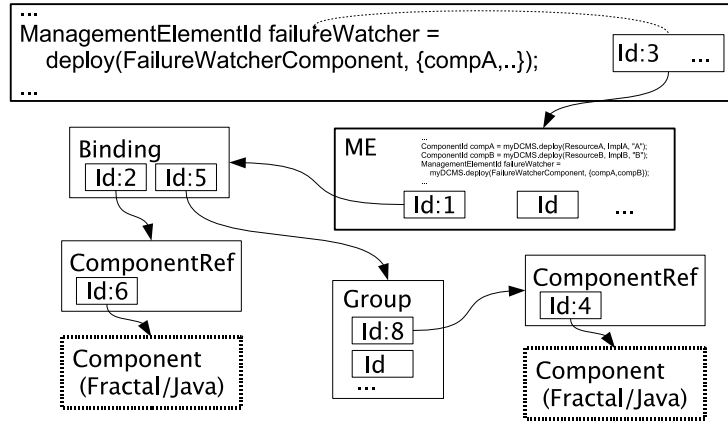 ...
ManagementElementId failureWatcher =
deploy(FailureWatcherComponent, {compA,..});
...
Id:3 ...
ME
...
ComponentId compA = myDCMS.deploy(ResourceA, ImplA, "A");
ComponentId compB = myDCMS.deploy(ResourceB, ImplB, "B");
ManagementElementId failureWatcher =
myDCMS.deploy(FailureWatcherComponent, {compA,compB});
...
Id:1 Id ...
Binding
Id:2 Id:5
ComponentRef
Id:6
Component
(Fractal/Java)
Group
Id:8
Id
...
ComponentRef
Id:4
Component
(Fractal/Java)